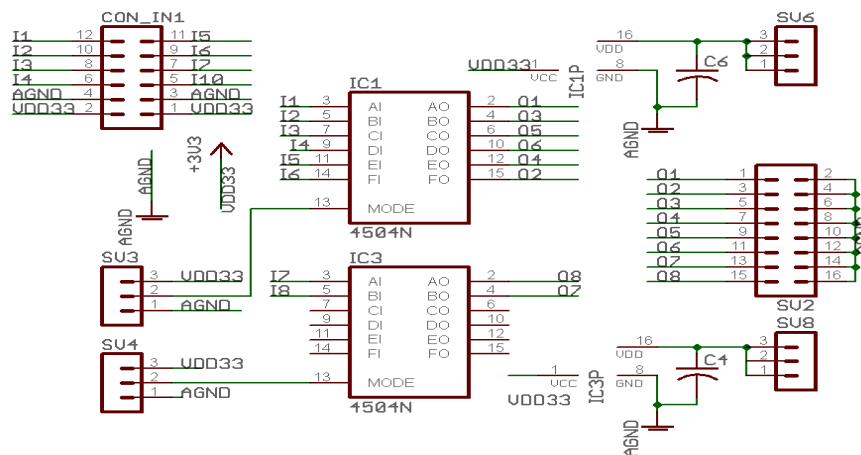 CON_IN1
I1 12 11 I5
I2 10 9 I6
I3 8 7 I7
I4 6 5 I10
AGND 4 3 AGND
VDD33 2 1 VDD33
AGND
AGND
+3V3
VDD33
IC1
I1 3 AI AO 2 O1
I2 5 BI BO 4 O3
I3 7 CI CO 6 O5
I4 9 DI DO 10 O6
I5 11 EI EO 12 O4
I6 14 FI FO 15 O2
13 MODE
4504N
VDD33 1
VCC
IC1P
16
VDD
8
GND
AGND
C6
SV6
3
2
1
O1 1 2
O2 3 4
O3 5 6
O4 7 8
O5 9 10
O6 11 12
O7 13 14
O8 15 16
SV2
SV3
3 VDD33
2
1 AGND
SV4
3 VDD33
2
1 AGND
IC3
I7 3 AI AO 2 O8
I8 5 BI BO 4 O7
7 CI CO 6
9 DI DO 10
11 EI EO 12
14 FI FO 15
13 MODE
4504N
1
VCC
VDD33
IC3P
16
VDD
8
GND
AGND
C4
SV8
3
2
1